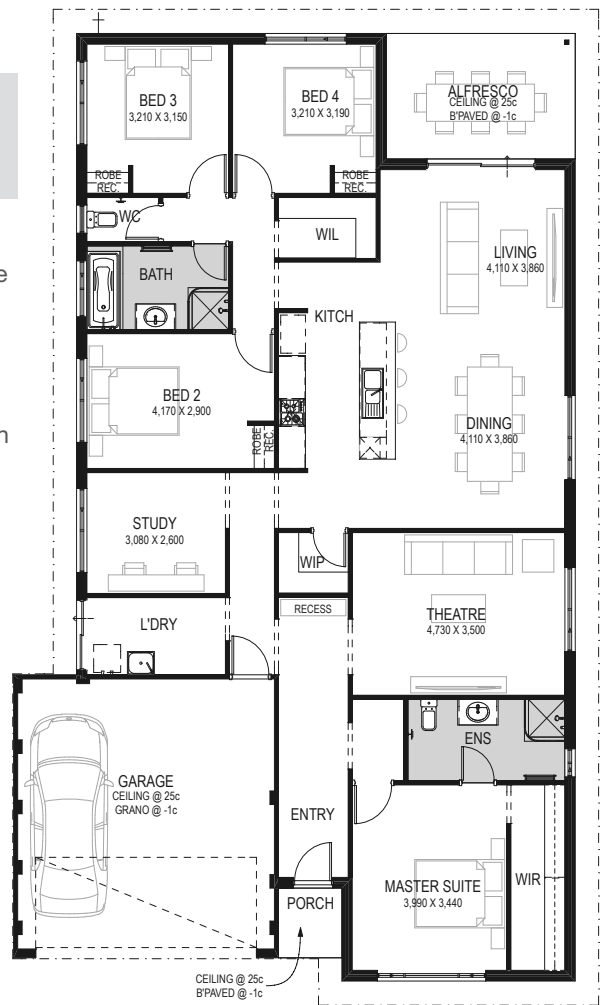 BED 3
3,210 X 3,150
BED 4
3,210 X 3,190
ALFRESCO
CEILING @ 25c
B'PAVED @ -1c
ROBE
REC.
ROBE
REC.
WC
WIL
BATH
LIVING
4,110 X 3,860
e
KITCH
BED 2
4,170 X 2,900
DINING
4,110 X 3,860
n
ROBE
REC.
STUDY
3,080 X 2,600
WIP
RECESS
L'DRY
THEATRE
4,730 X 3,500
ENS
GARAGE
CEILING @ 25c
GRANO @ -1c
ENTRY
MASTER SUITE
3,990 X 3,440
WIR
PORCH
CEILING @ 25c
B'PAVED @ -1c